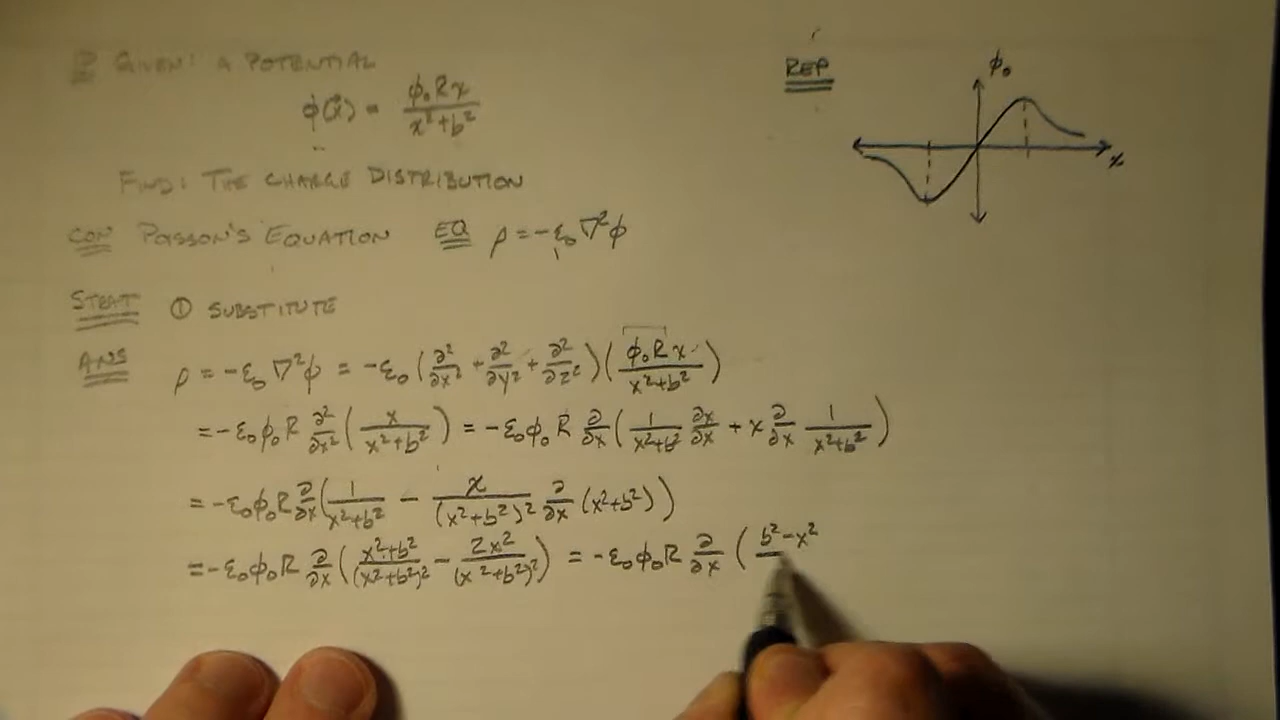 P GIVEN: A POTENTIAL
φ(x⃗) = φ₀Rx / (x²+b²)
FIND: THE CHARGE DISTRIBUTION
CON POISSON'S EQUATION EQ ρ = -ε₀∇²φ
STRAT ① SUBSTITUTE
ANS ρ = -ε₀∇²φ = -ε₀(∂²/∂x² + ∂²/∂y² + ∂²/∂z²)(φ₀Rx / (x²+b²))
= -ε₀φ₀R ∂²/∂x² (x / (x²+b²)) = -ε₀φ₀R ∂/∂x (1/(x²+b²) ∂x/∂x + x ∂/∂x 1/(x²+b²))
= -ε₀φ₀R ∂/∂x (1/(x²+b²) - x/(x²+b²)² ∂/∂x (x²+b²))
= -ε₀φ₀R ∂/∂x ((x²+b²)/(x²+b²)² - 2x²/(x²+b²)²) = -ε₀φ₀R ∂/∂x (b²-x²
REP
φ₀
x